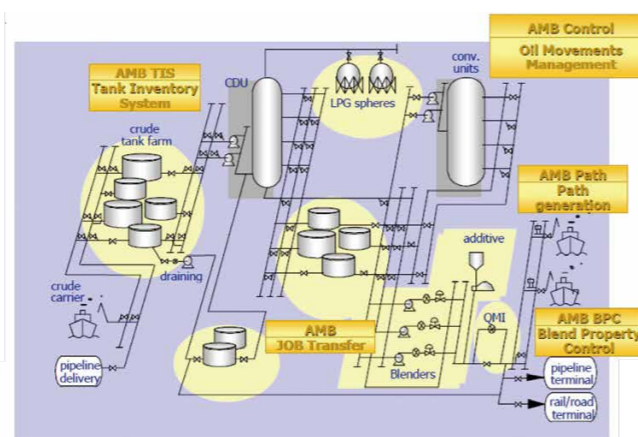 AMB Control
Oil Movements
Management
AMB TIS
Tank Inventory
System
CDU
conv.
units
LPG spheres
crude
tank farm
AMB Path
Path
generation
additive
draining
crude
carrier
AMB
JOB Transfer
QMI
AMB BPC
Blend Property
Control
Blenders
pipeline
delivery
pipeline
terminal
rail/road
terminal